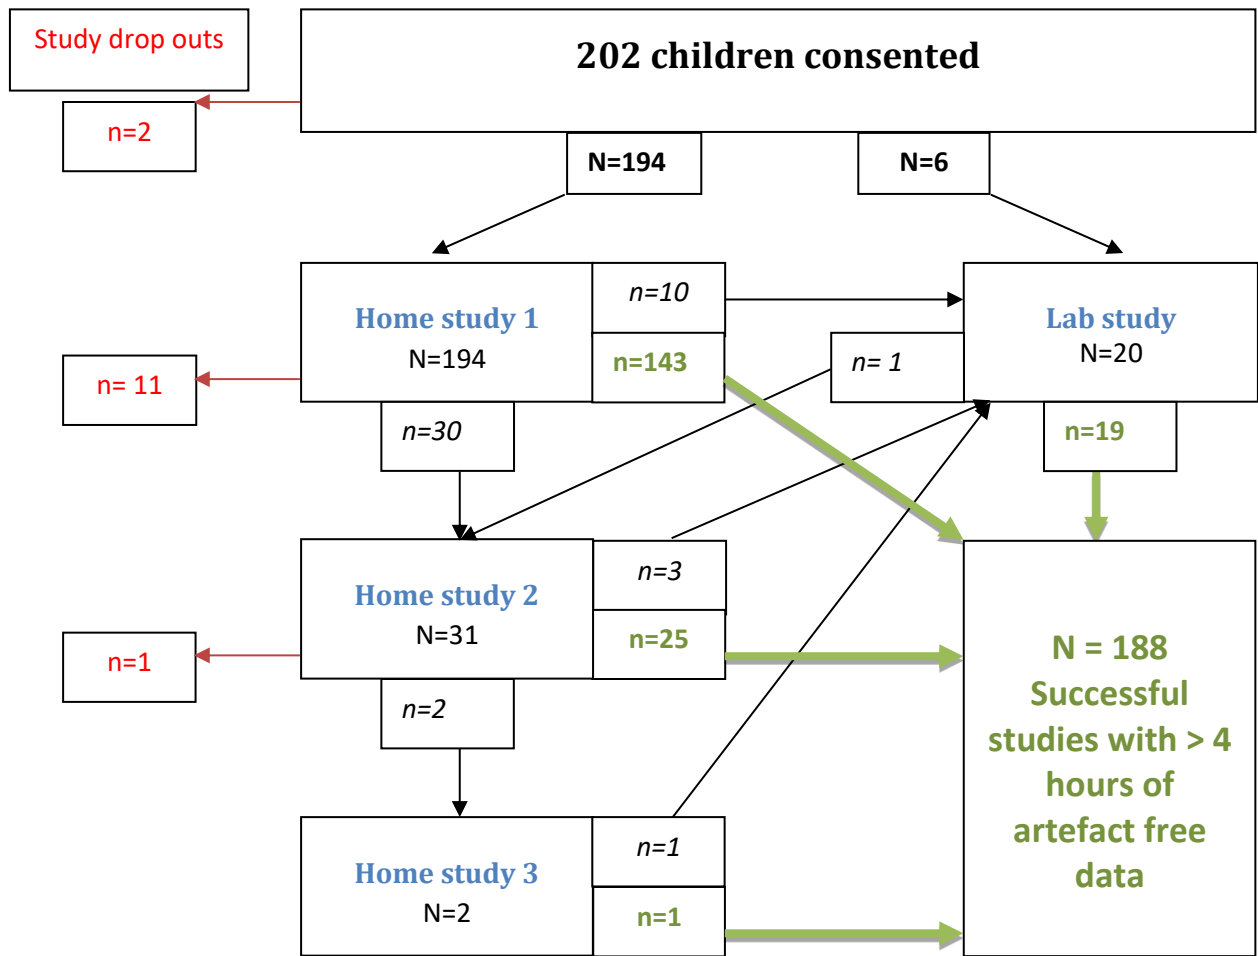 Study drop outs
202 children consented
n=2
N=194
N=6
Home study 1
N=194
n=10
n=143
Lab study
N=20
n= 1
n= 11
n=30
n=19
Home study 2
N=31
n=3
n=25
n=1
n=2
N = 188
Successful
studies with > 4
hours of
artefact free
data
Home study 3
N=2
n=1
n=1